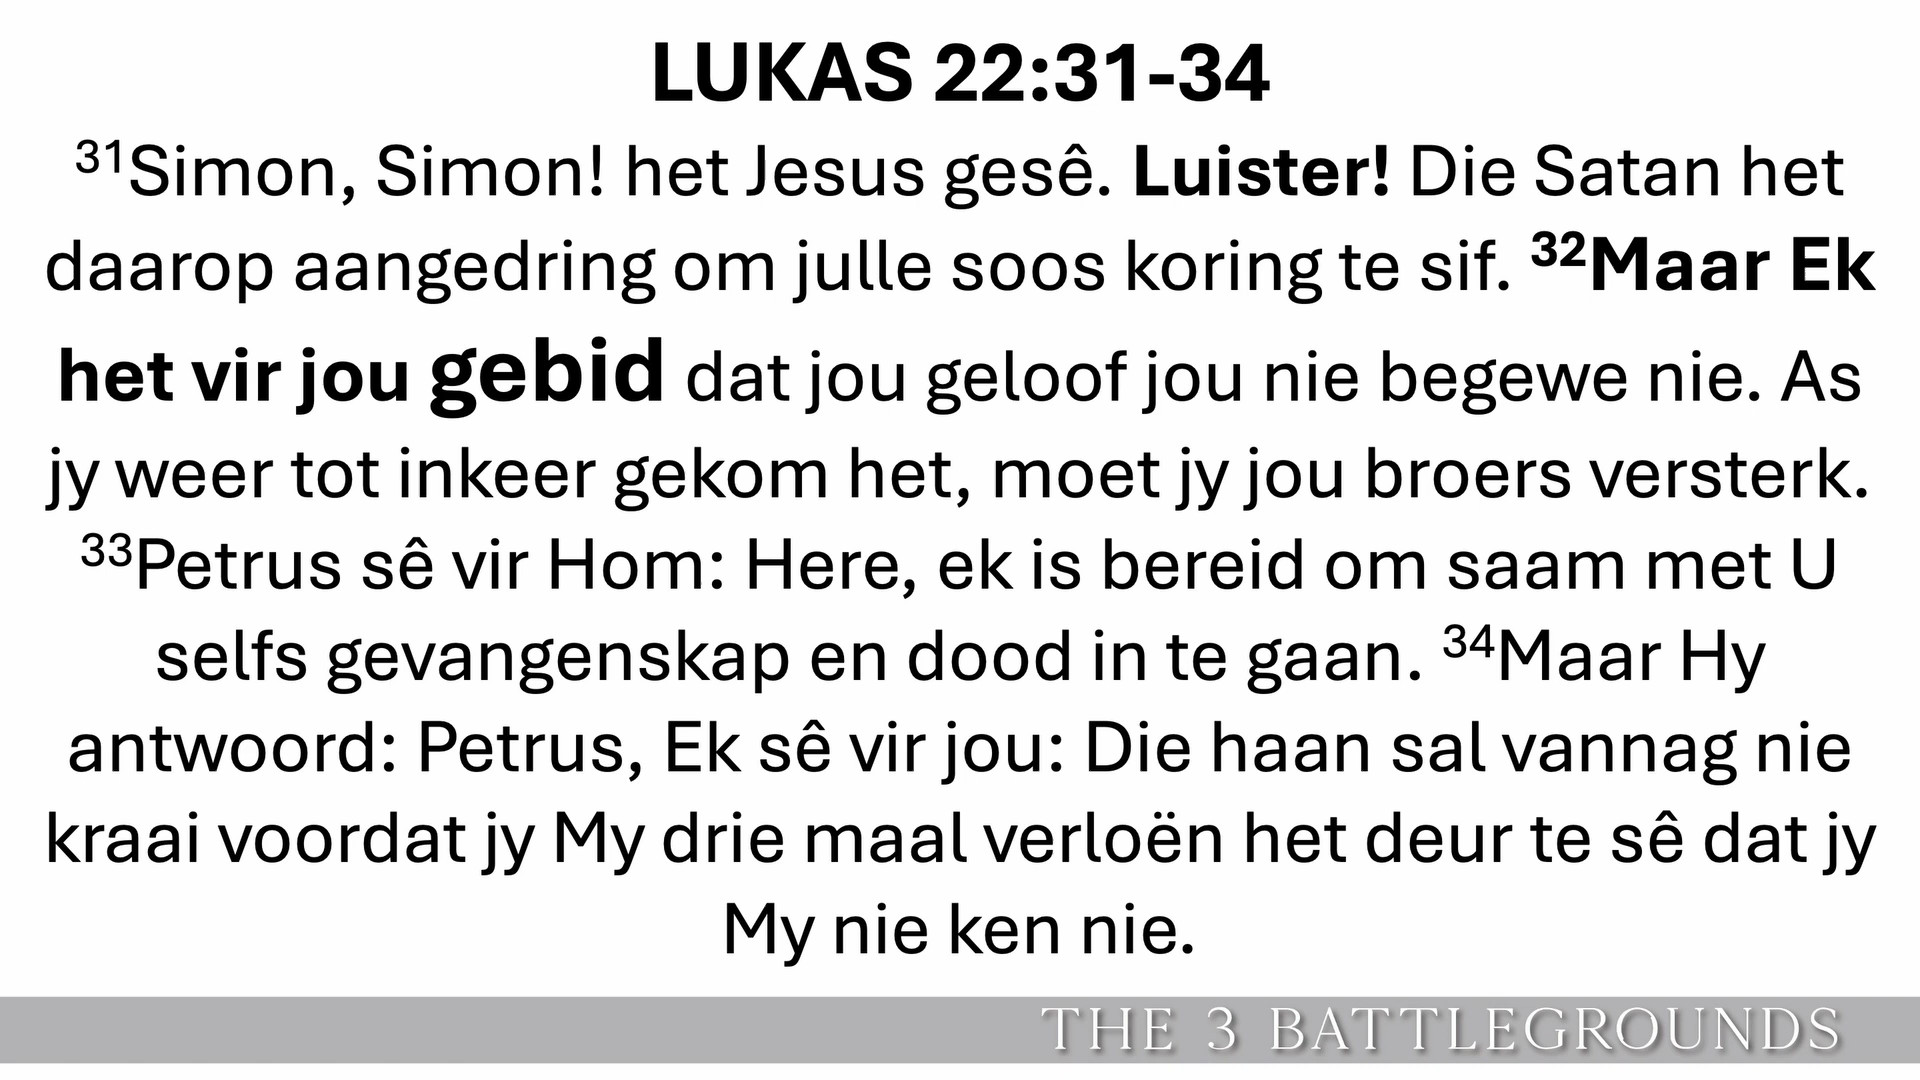 LUKAS 22:31-34
³¹Simon, Simon! het Jesus gesê. Luister! Die Satan het
daarop aangedring om julle soos koring te sif. ³²Maar Ek
het vir jou gebid dat jou geloof jou nie begewe nie. As
jy weer tot inkeer gekom het, moet jy jou broers versterk.
³³Petrus sê vir Hom: Here, ek is bereid om saam met U
selfs gevangenskap en dood in te gaan. ³⁴Maar Hy
antwoord: Petrus, Ek sê vir jou: Die haan sal vannag nie
kraai voordat jy My drie maal verloën het deur te sê dat jy
My nie ken nie.
THE 3 BATTLEGROUNDS